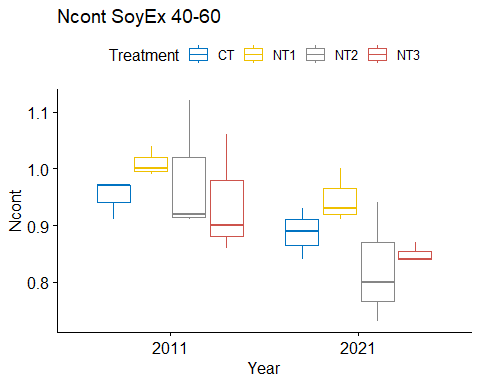 Ncont SoyEx 40-60
Treatment CT NT1 NT2 NT3
1.1
1.0
0.9
0.8
Ncont
2011 2021
Year